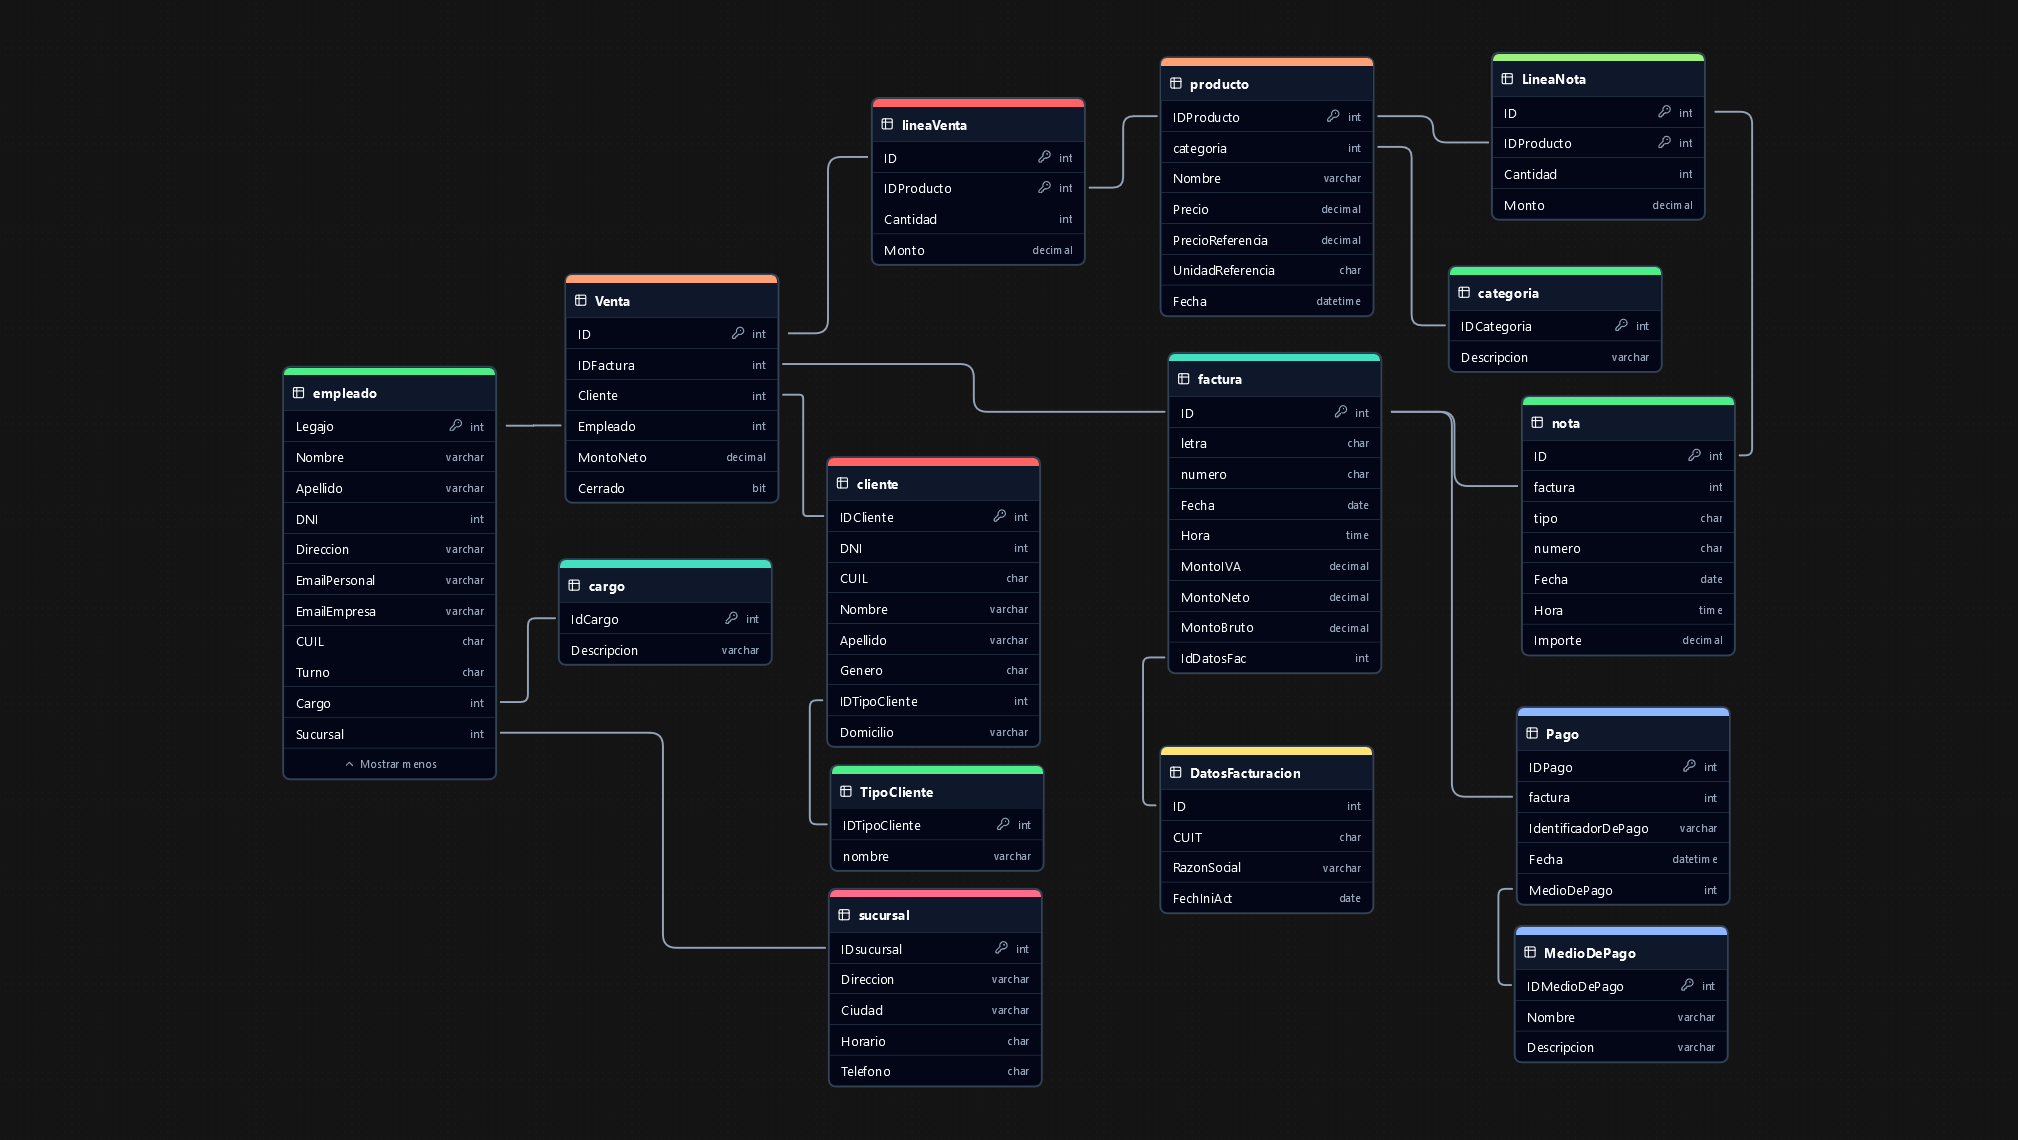 empleado
Legajo int
Nombre varchar
Apellido varchar
DNI int
Direccion varchar
EmailPersonal varchar
EmailEmpresa varchar
CUIL char
Turno char
Cargo int
Sucursal int
Mostrar menos
Venta
ID int
IDFactura int
Cliente int
Empleado int
MontoNeto decimal
Cerrado bit
cargo
IdCargo int
Descripcion varchar
lineaVenta
ID int
IDProducto int
Cantidad int
Monto decimal
cliente
IDCliente int
DNI int
CUIL char
Nombre varchar
Apellido varchar
Genero char
IDTipoCliente int
Domicilio varchar
TipoCliente
IDTipoCliente int
nombre varchar
sucursal
IDsucursal int
Direccion varchar
Ciudad varchar
Horario char
Telefono char
producto
IDProducto int
categoria int
Nombre varchar
Precio decimal
PrecioReferencia decimal
UnidadReferencia char
Fecha datetime
factura
ID int
letra char
numero char
Fecha date
Hora time
MontoIVA decimal
MontoNeto decimal
MontoBruto decimal
IdDatosFac int
DatosFacturacion
ID int
CUIT char
RazonSocial varchar
FechIniAct date
LineaNota
ID int
IDProducto int
Cantidad int
Monto decimal
categoria
IDCategoria int
Descripcion varchar
nota
ID int
factura int
tipo char
numero char
Fecha date
Hora time
Importe decimal
Pago
IDPago int
factura int
IdentificadorDePago varchar
Fecha datetime
MedioDePago int
MedioDePago
IDMedioDePago int
Nombre varchar
Descripcion varchar